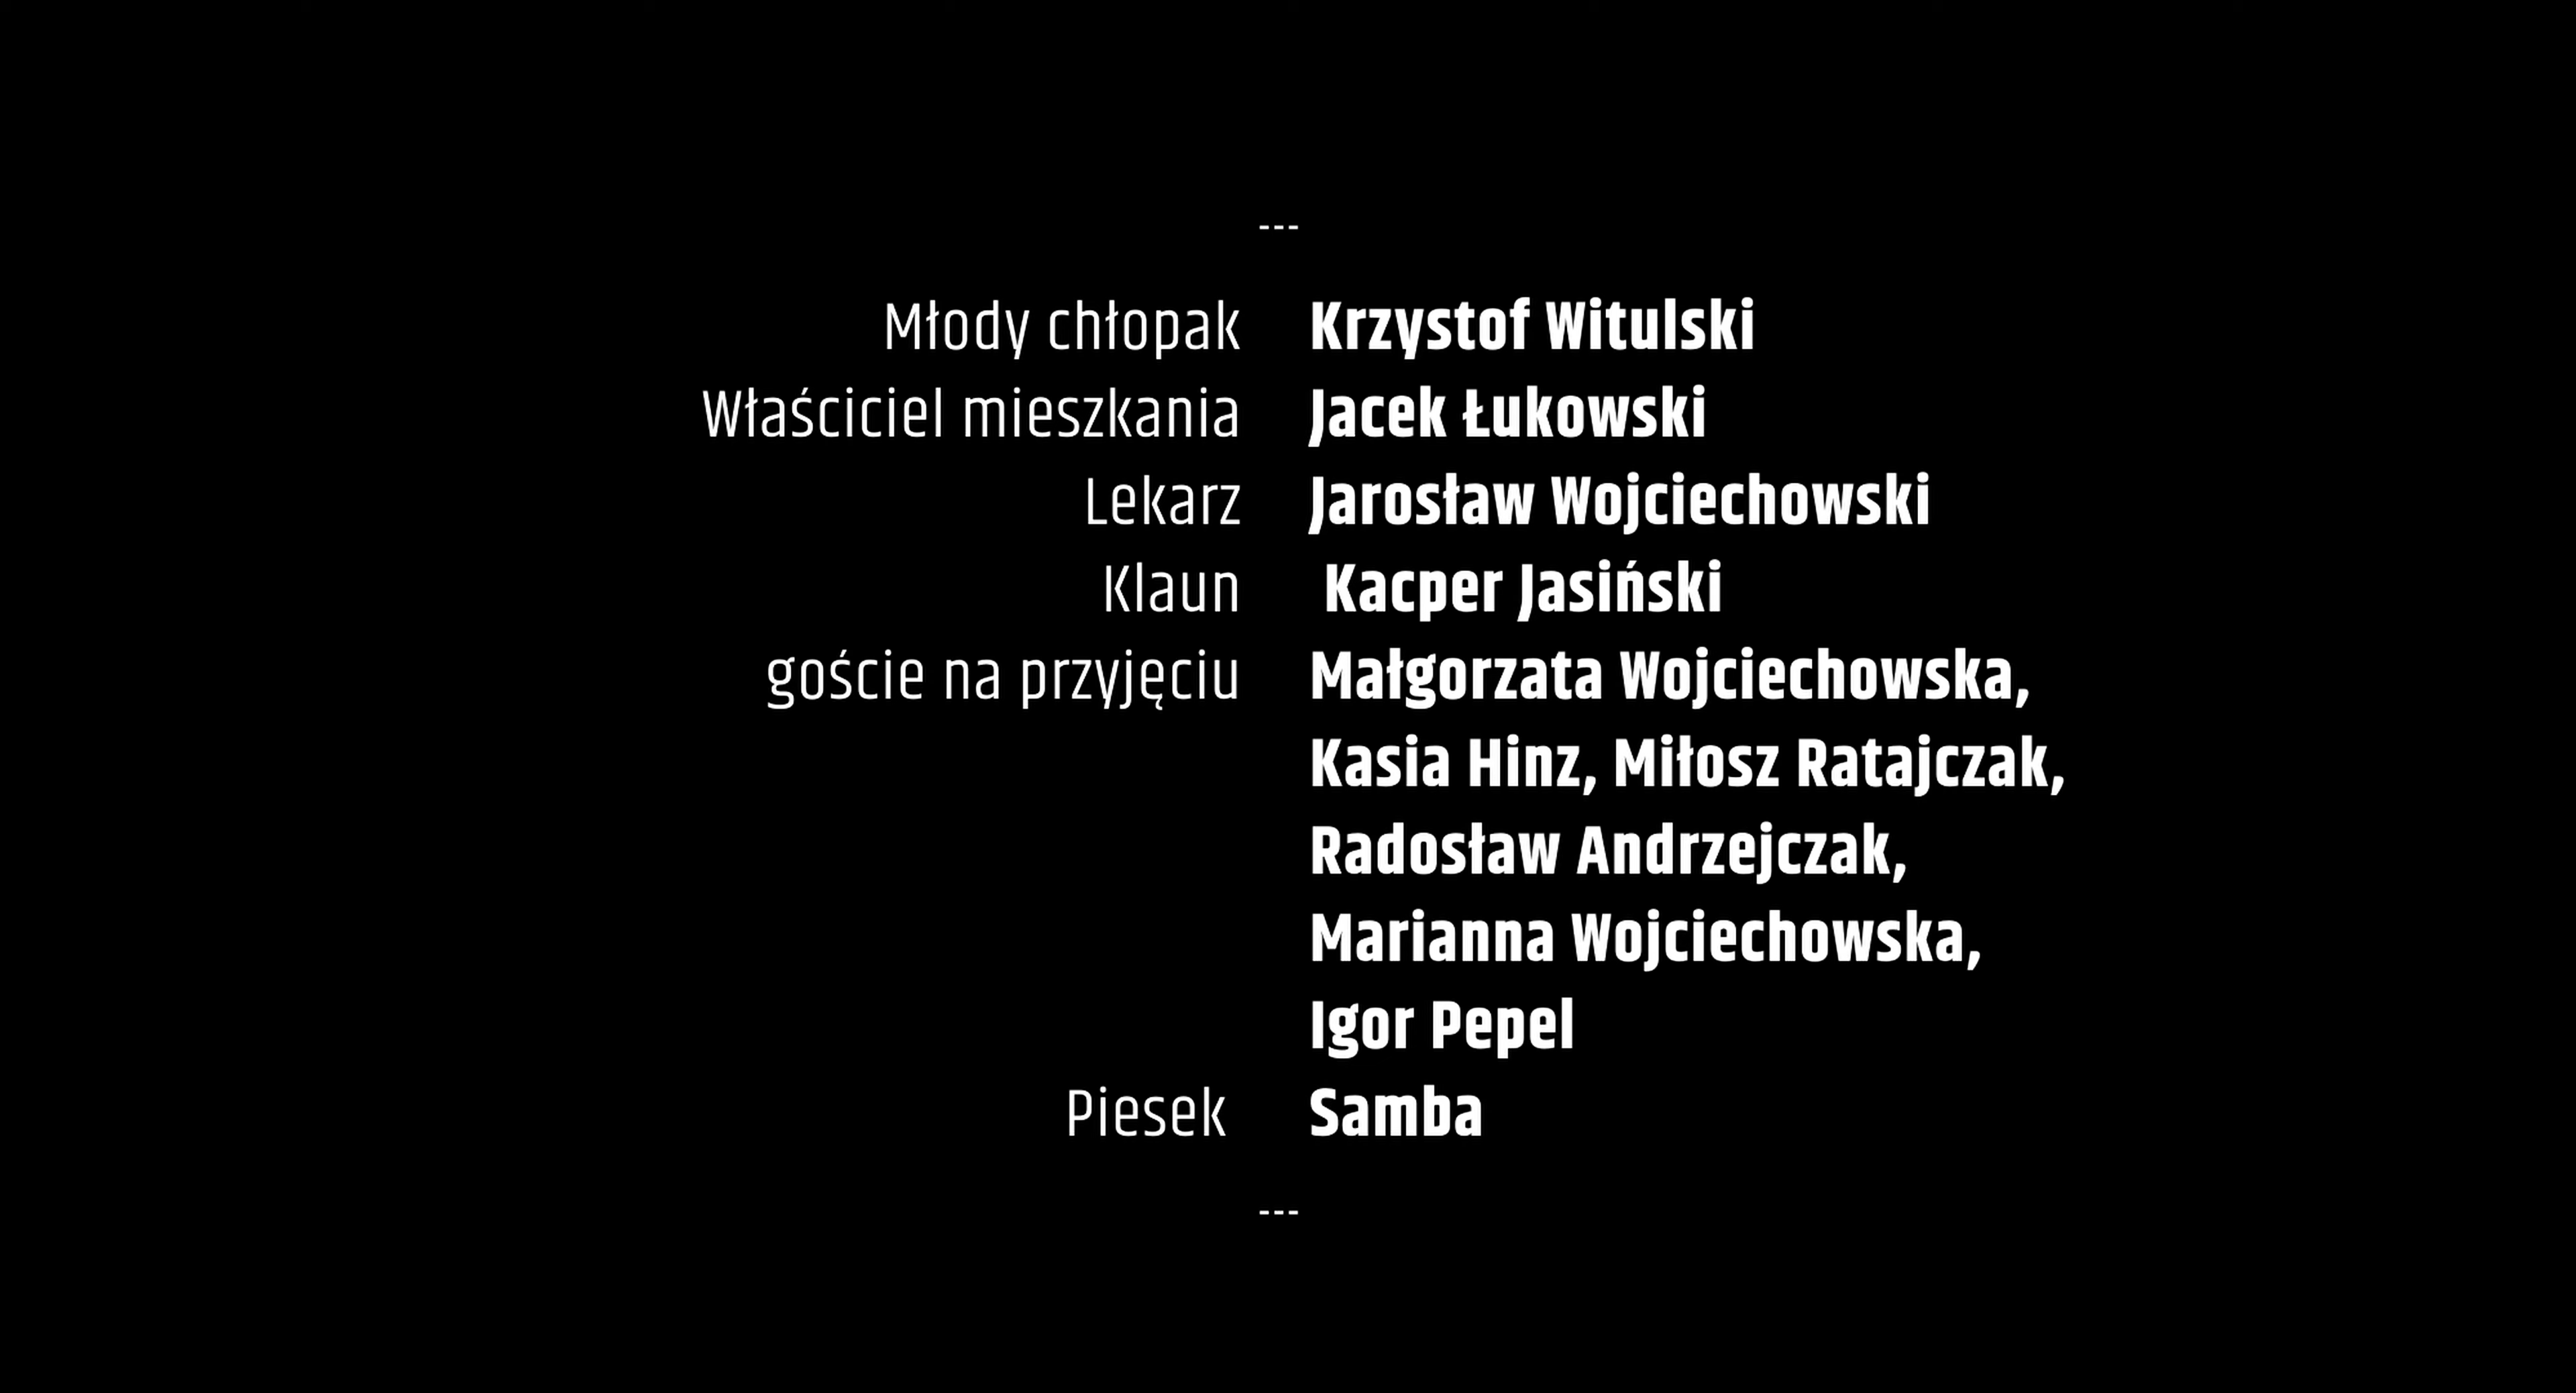 ---
Młody chłopak Krzystof Witulski
Właściciel mieszkania Jacek Łukowski
Lekarz Jarosław Wojciechowski
Klaun Kacper Jasiński
goście na przyjęciu Małgorzata Wojciechowska,
Kasia Hinz, Miłosz Ratajczak,
Radosław Andrzejczak,
Marianna Wojciechowska,
Igor Pepel
Piesek Samba
---